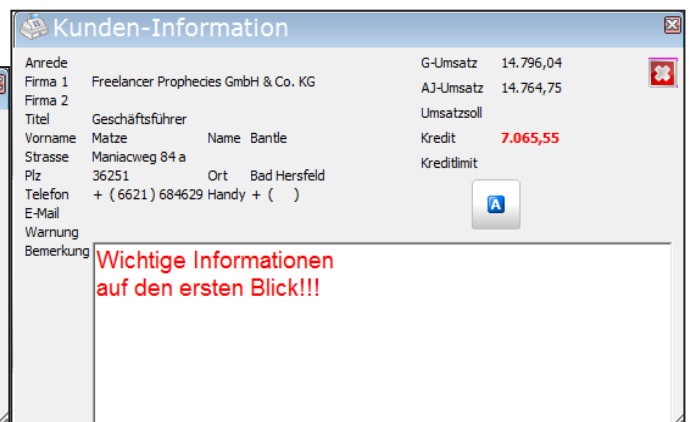 Kunden-Information
Anrede
Firma 1 Freelancer Prophecies GmbH & Co. KG
Firma 2
Titel Geschäftsführer
Vorname Matze Name Bantle
Strasse Maniacweg 84 a
Plz 36251 Ort Bad Hersfeld
Telefon + ( 6621 ) 684629 Handy + ( )
E-Mail
Warnung
Bemerkung
G-Umsatz 14.796,04
AJ-Umsatz 14.764,75
Umsatzsoll
Kredit 7.065,55
Kreditlimit
A
Wichtige Informationen
auf den ersten Blick!!!